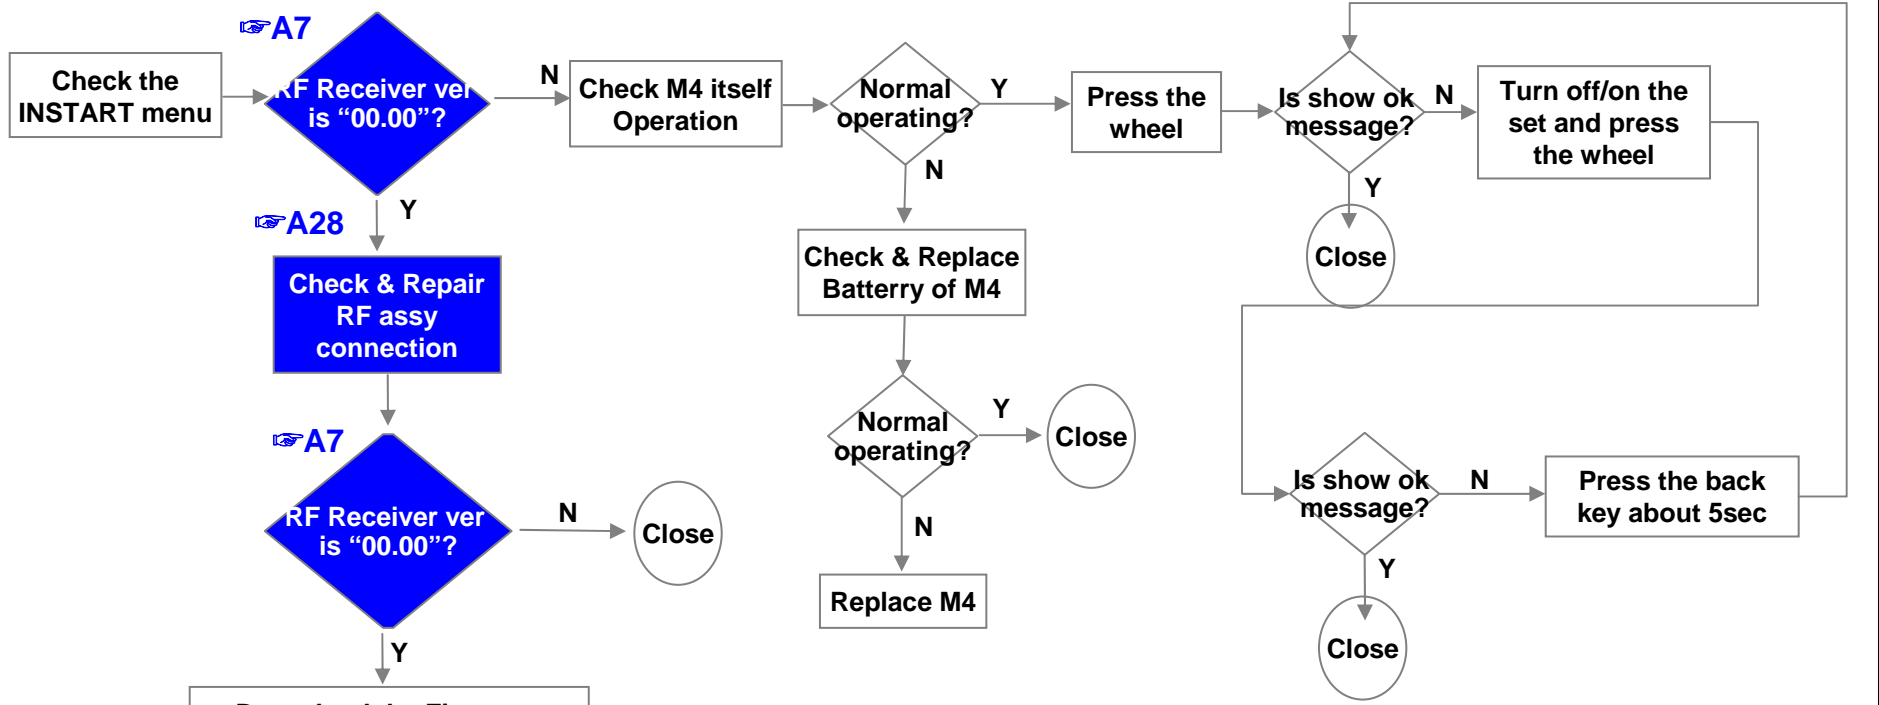 ☞A7
Check the
INSTART menu
RF Receiver ver
is “00.00”?
N
Check M4 itself
Operation
Normal
operating?
Y
Press the
wheel
Is show ok
message?
N
Turn off/on the
set and press
the wheel
Y
☞A28
N
Y
Close
Check & Repair
RF assy
connection
Check & Replace
Batterry of M4
☞A7
RF Receiver ver
is “00.00”?
N
Close
Normal
operating?
Y
Close
Is show ok
message?
N
Press the back
key about 5sec
N
Y
Replace M4
Y
Close